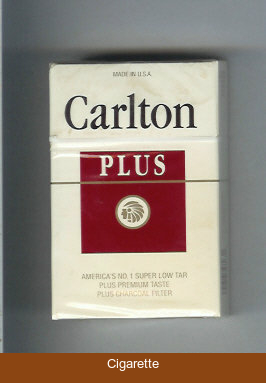 MADE IN U.S.A.
Carlton
PLUS
AMERICA'S NO. 1 SUPER LOW TAR
PLUS PREMIUM TASTE
PLUS CHARCOAL FILTER
Cigarette